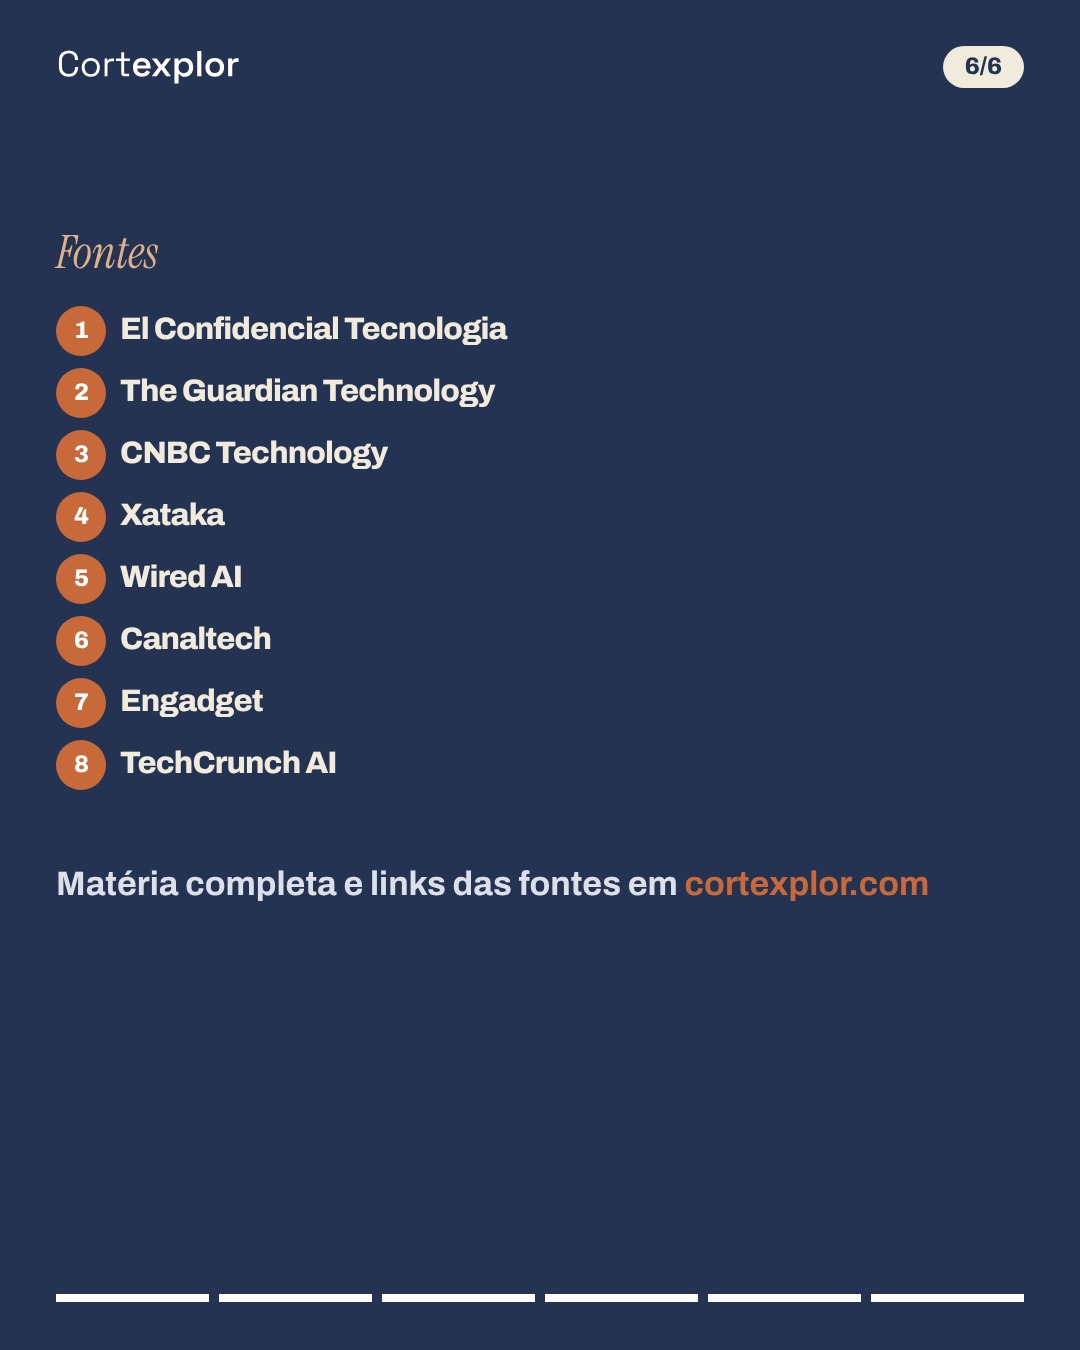 Cortexplor
6/6
Fontes
1 El Confidencial Tecnologia
2 The Guardian Technology
3 CNBC Technology
4 Xataka
5 Wired AI
6 Canaltech
7 Engadget
8 TechCrunch AI
Matéria completa e links das fontes em cortexplor.com